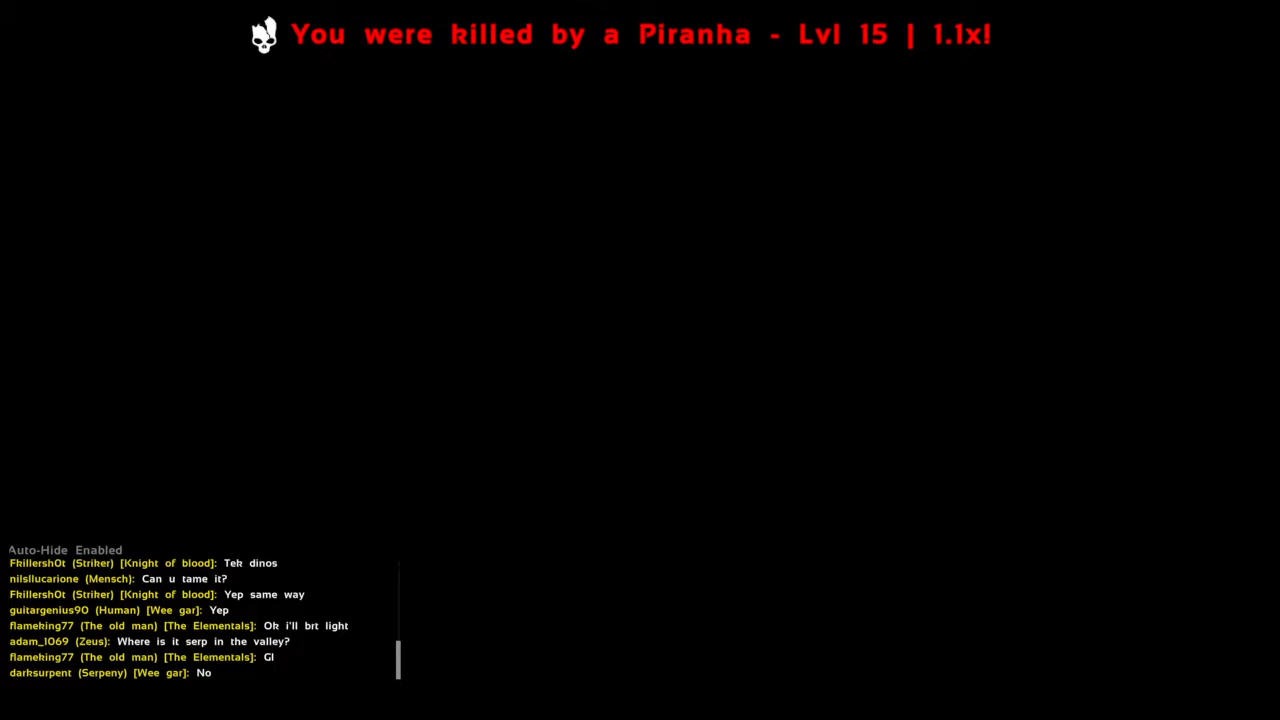 You were killed by a Piranha - Lvl 15 | 1.1x!
Auto-Hide Enabled
Fkillersh0t (Striker) [Knight of blood]: Tek dinos
nilsllucarione (Mensch): Can u tame it?
Fkillersh0t (Striker) [Knight of blood]: Yep same way
guitargenius90 (Human) [Wee gar]: Yep
flameking77 (The old man) [The Elementals]: Ok i'll brt light
adam_1069 (Zeus): Where is it serp in the valley?
flameking77 (The old man) [The Elementals]: Gl
darksurpent (Serpeny) [Wee gar]: No